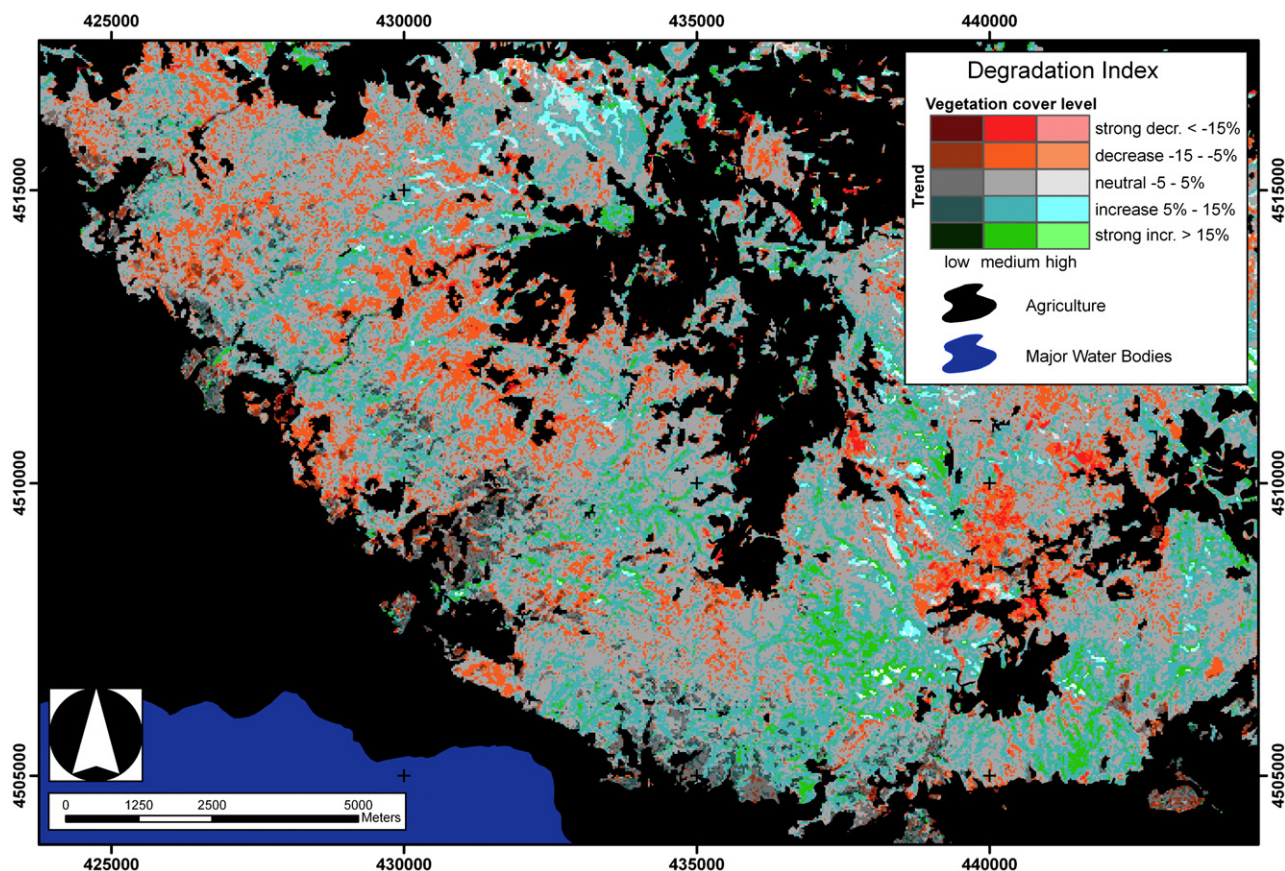 425000 430000 435000 440000
Degradation Index
Vegetation cover level
strong decr. < -15%
decrease -15 - -5%
neutral -5 - 5%
increase 5% - 15%
strong incr. > 15%
Trend
low medium high
Agriculture
Major Water Bodies
4515000 4515000
4510000 4510000
4505000 4505000
0 1250 2500 5000
Meters
425000 430000 435000 440000